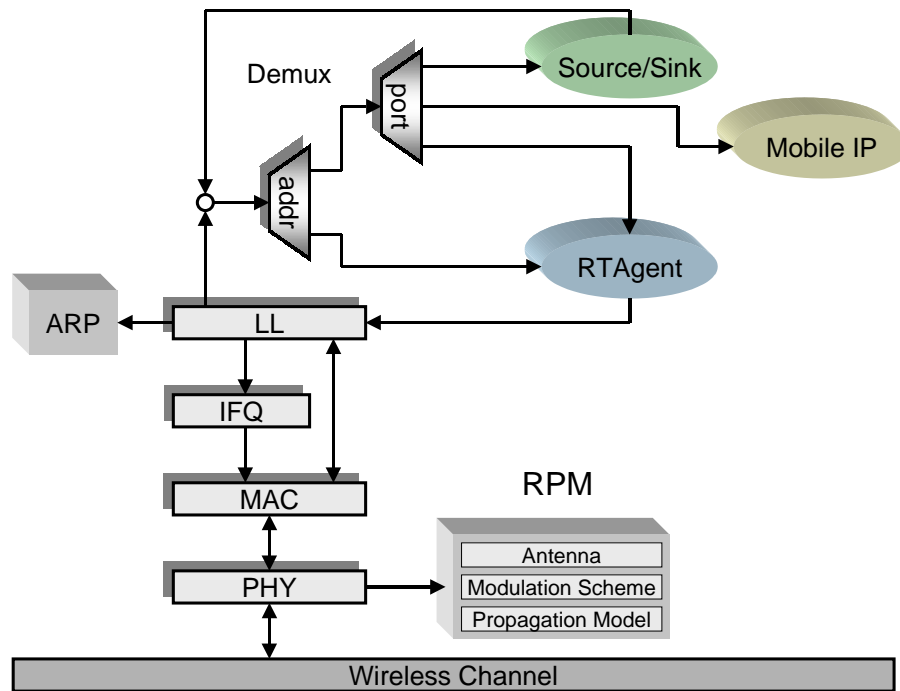 Source/Sink
Demux
port
Mobile IP
addr
RTAgent
ARP
LL
IFQ
MAC
RPM
Antenna
PHY
Modulation Scheme
Propagation Model
Wireless Channel